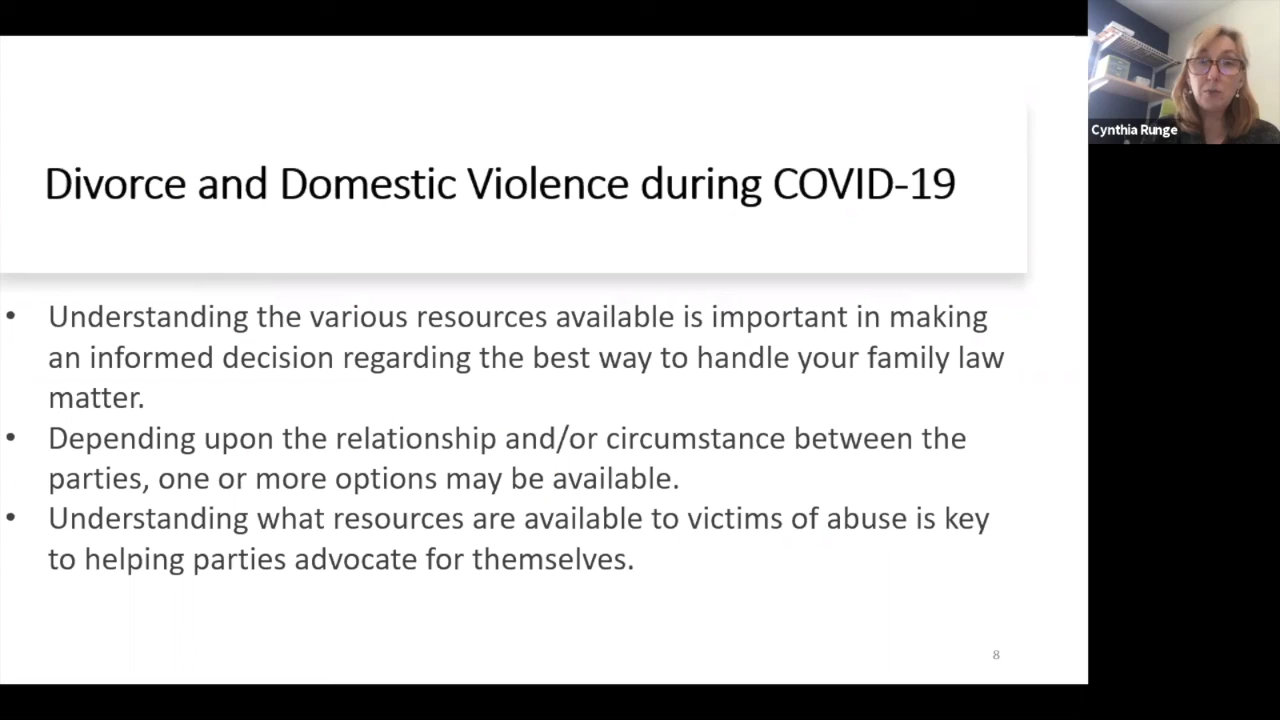 Divorce and Domestic Violence during COVID-19
• Understanding the various resources available is important in making
an informed decision regarding the best way to handle your family law
matter.
• Depending upon the relationship and/or circumstance between the
parties, one or more options may be available.
• Understanding what resources are available to victims of abuse is key
to helping parties advocate for themselves.
8
Cynthia Runge